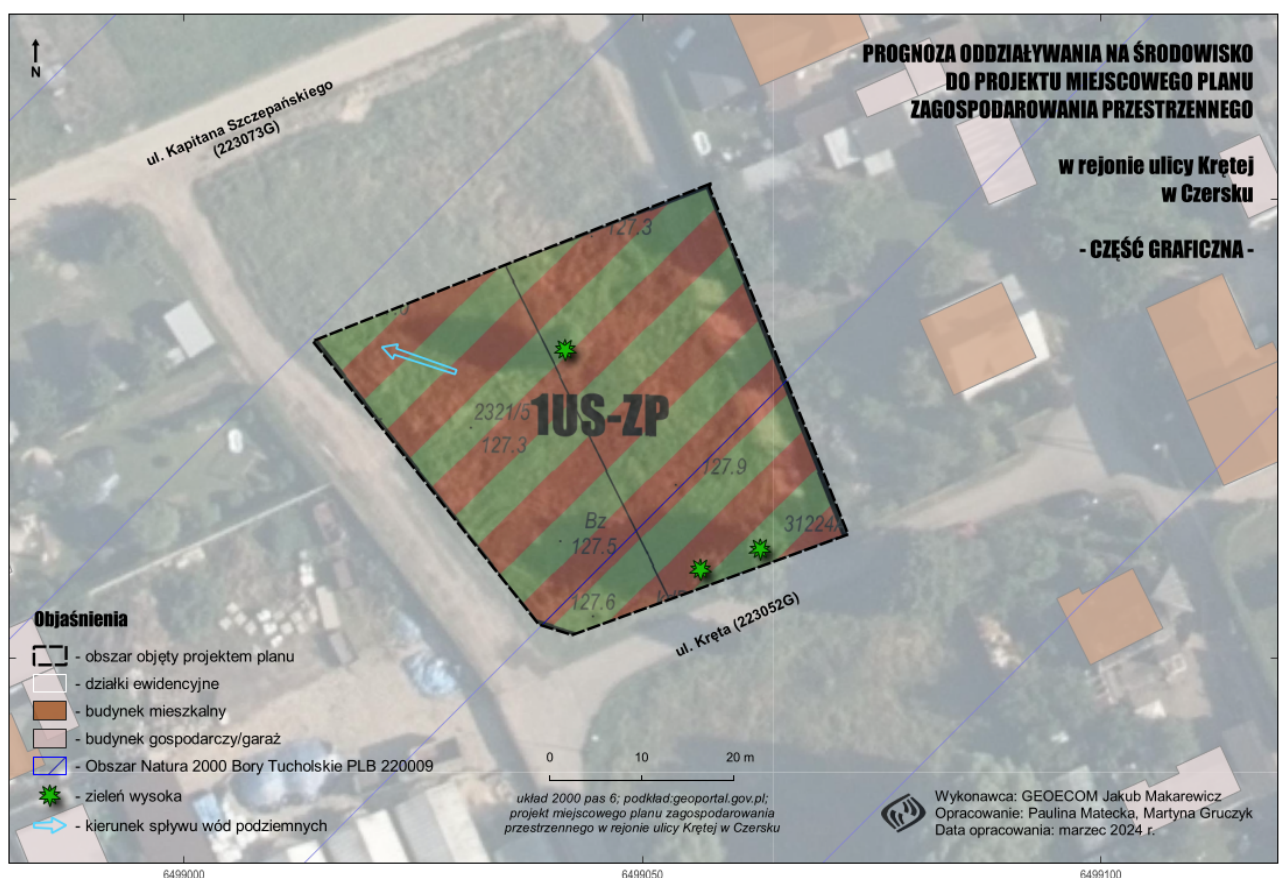 N
ul. Kapitana Szczepańskiego
(223073G)
PROGNOZA ODDZIAŁYWANIA NA ŚRODOWISKO
DO PROJEKTU MIEJSCOWEGO PLANU
ZAGOSPODAROWANIA PRZESTRZENNEGO
w rejonie ulicy Krętej
w Czersku
- CZĘŚĆ GRAFICZNA -
127.3
2321/5
1US-ZP
127.3
127.9
Bz
127.5
31224
127.6
ul. Kręta (223052G)
Objaśnienia
- obszar objęty projektem planu
- działki ewidencyjne
- budynek mieszkalny
- budynek gospodarczy/garaż
- Obszar Natura 2000 Bory Tucholskie PLB 220009
- zieleń wysoka
- kierunek spływu wód podziemnych
0 10 20 m
układ 2000 pas 6; podkład:geoportal.gov.pl;
projekt miejscowego planu zagospodarowania
przestrzennego w rejonie ulicy Krętej w Czersku
Wykonawca: GEOECOM Jakub Makarewicz
Opracowanie: Paulina Matecka, Martyna Gruczyk
Data opracowania: marzec 2024 r.
6499000 6499050 6499100